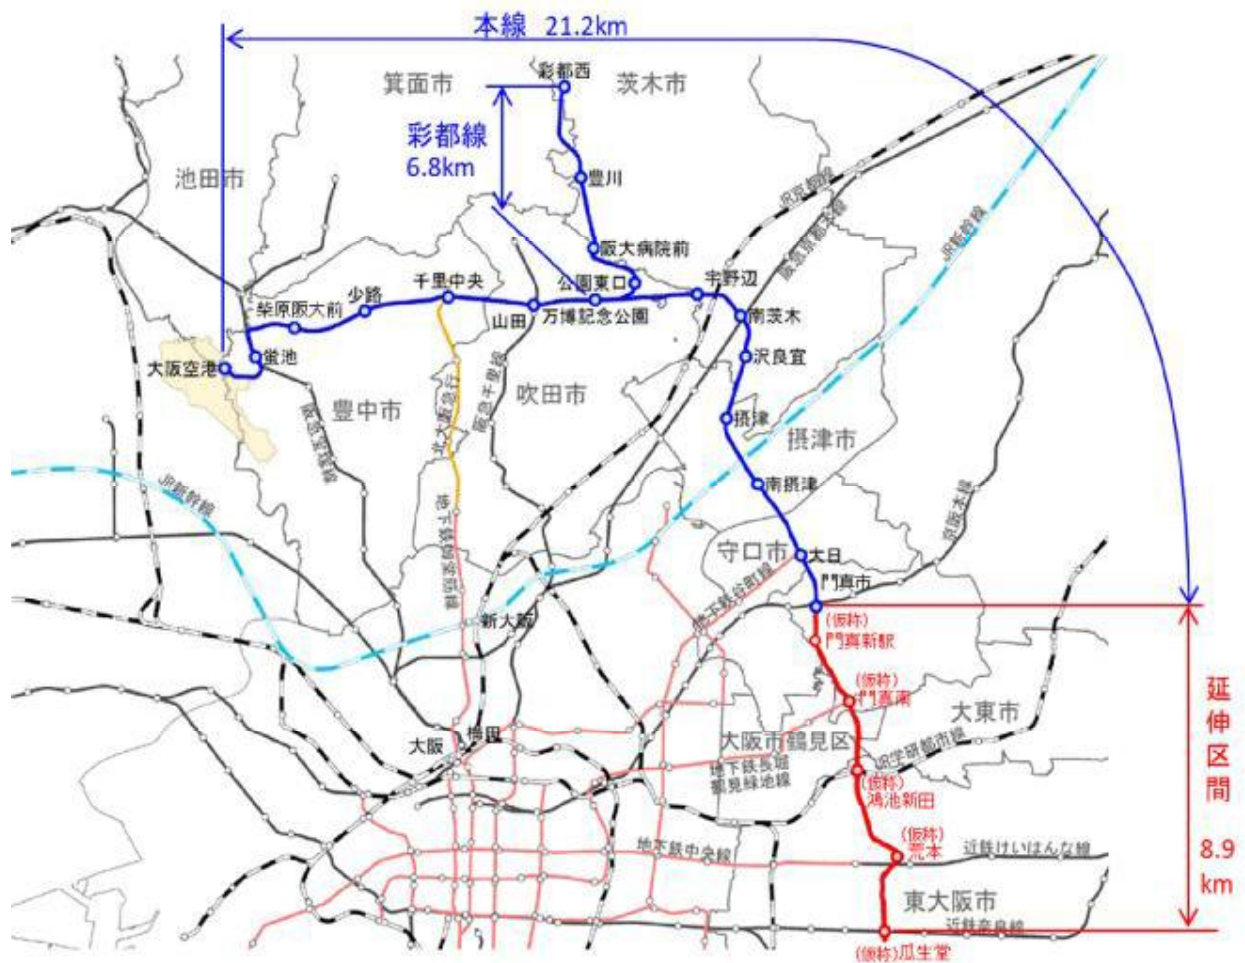 本線 21.2km
彩都西
箕面市
茨木市
彩都線
6.8km
池田市
豊川
JR京都線
阪急京都本線
JR新幹線
阪大病院前
千里中央
公園東口
宇野辺
柴原阪大前
少路
山田
万博記念公園
南茨木
大阪空港
蛍池
沢良宜
豊中市
吹田市
北大阪急行
阪急千里線
阪急宝塚線
摂津
摂津市
JR新幹線
南摂津
京阪本線
地下鉄御堂筋線
守口市
大日
門真市
地下鉄谷町線
新大阪
(仮称)
門真新駅
(仮称)
門真南
大東市
大阪
梅田
大阪市鶴見区
JR学研都市線
地下鉄長堀
鶴見緑地線
(仮称)
鴻池新田
延伸区間
8.9
km
(仮称)
荒本
地下鉄中央線
近鉄けいはんな線
東大阪市
近鉄奈良線
(仮称)瓜生堂